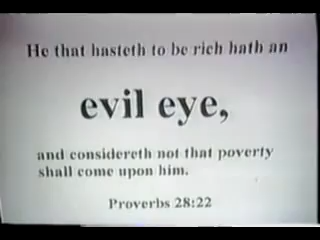 He that hasteth to be rich hath an
evil eye,
and considereth not that poverty
shall come upon him.
Proverbs 28:22